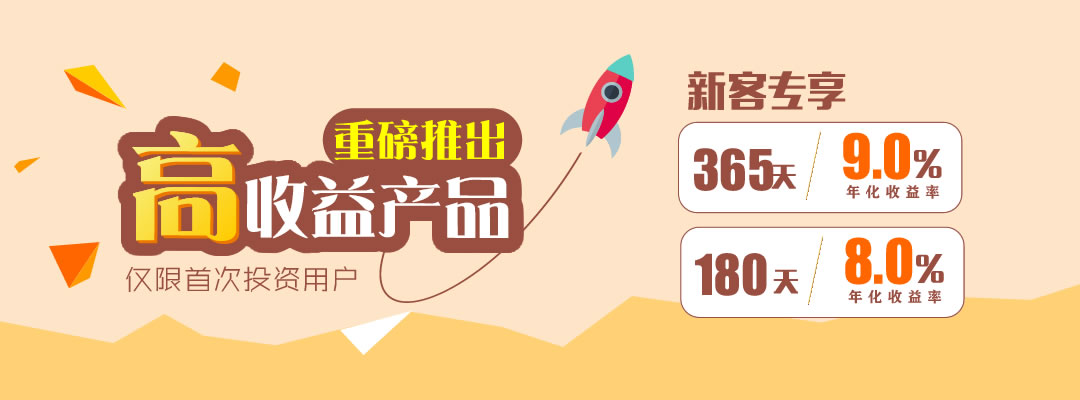 重磅推出
高收益产品
仅限首次投资用户
新客专享
365天 / 9.0%
年化收益率
180天 / 8.0%
年化收益率